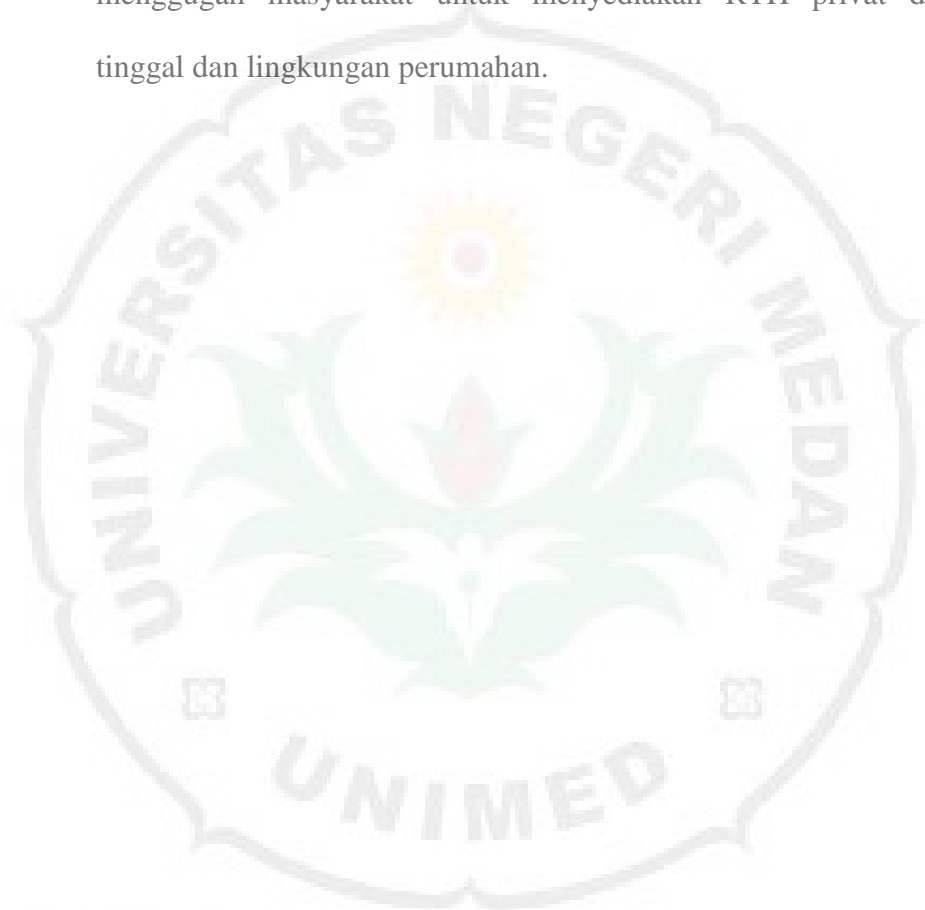 menggugah masyarakat untuk menyediakan RTH privat d
tinggal dan lingkungan perumahan.
UNIVERSITAS NEGERI MEDAN
UNIMED